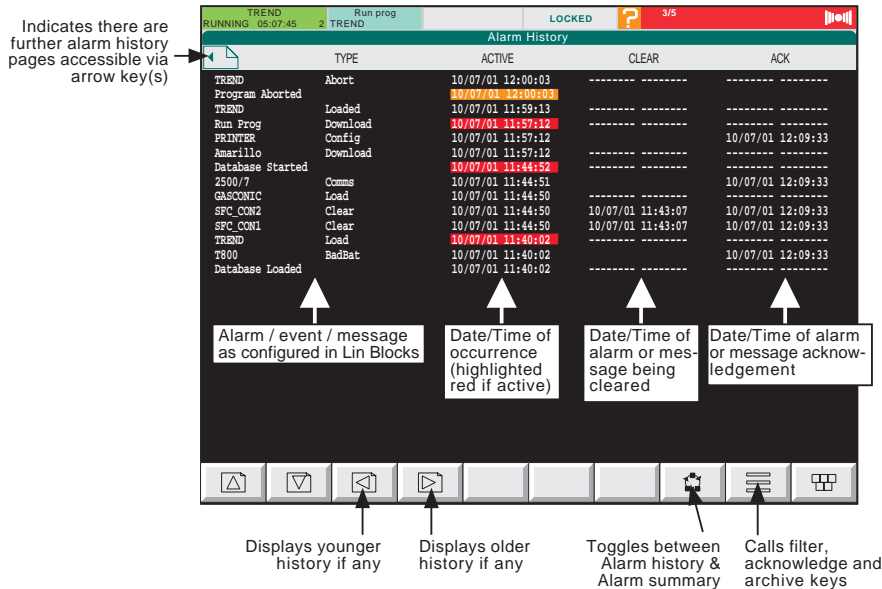 Indicates there are
further alarm history
pages accessible via
arrow key(s)
TREND
RUNNING 05:07:45 2
Run prog
TREND
LOCKED
?
3/5
Alarm History
TYPE ACTIVE CLEAR ACK
TREND Abort 10/07/01 12:00:03 -------- -------- -------- --------
Program Aborted 10/07/01 12:00:03
TREND Loaded 10/07/01 11:59:13 -------- -------- -------- --------
Run Prog Download 10/07/01 11:57:12 -------- -------- -------- --------
PRINTER Config 10/07/01 11:57:12 -------- -------- 10/07/01 12:09:33
Amarillo Download 10/07/01 11:57:12 -------- -------- -------- --------
Database Started 10/07/01 11:44:52 -------- -------- -------- --------
2500/7 Comms 10/07/01 11:44:51 -------- -------- 10/07/01 12:09:33
GASCONIC Load 10/07/01 11:44:50 -------- -------- -------- --------
SFC_CON2 Clear 10/07/01 11:44:50 10/07/01 11:43:07 10/07/01 12:09:33
SFC_CON1 Clear 10/07/01 11:44:50 10/07/01 11:43:07 10/07/01 12:09:33
TREND Load 10/07/01 11:40:02 -------- -------- -------- --------
T800 BadBat 10/07/01 11:40:02 10/07/01 12:09:33
Database Loaded 10/07/01 11:40:02 -------- -------- -------- --------
Alarm / event / message
as configured in Lin Blocks
Date/Time of
occurrence
(highlighted
red if active)
Date/Time of
alarm or mes-
sage being
cleared
Date/Time of alarm
or message acknow-
ledgement
Displays younger
history if any
Displays older
history if any
Toggles between
Alarm history &
Alarm summary
Calls filter,
acknowledge and
archive keys